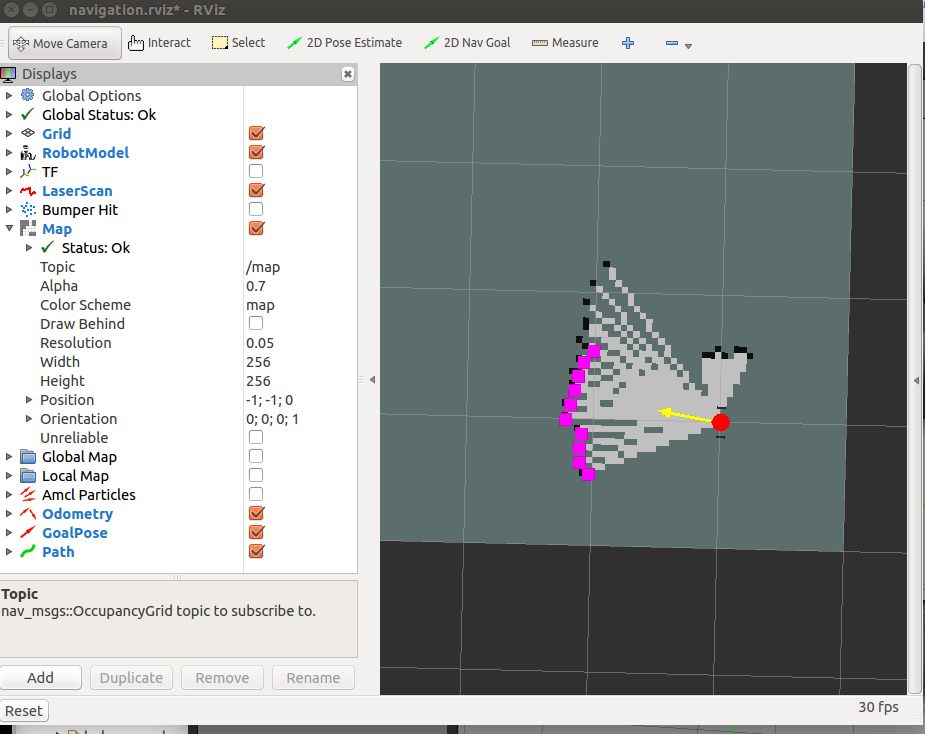 navigation.rviz* - RViz
Move Camera Interact Select 2D Pose Estimate 2D Nav Goal Measure
Displays
Global Options
Global Status: Ok
Grid
RobotModel
TF
LaserScan
Bumper Hit
Map
Status: Ok
Topic /map
Alpha 0.7
Color Scheme map
Draw Behind
Resolution 0.05
Width 256
Height 256
Position -1; -1; 0
Orientation 0; 0; 0; 1
Unreliable
Global Map
Local Map
Amcl Particles
Odometry
GoalPose
Path
Topic
nav_msgs::OccupancyGrid topic to subscribe to.
Add Duplicate Remove Rename
Reset 30 fps